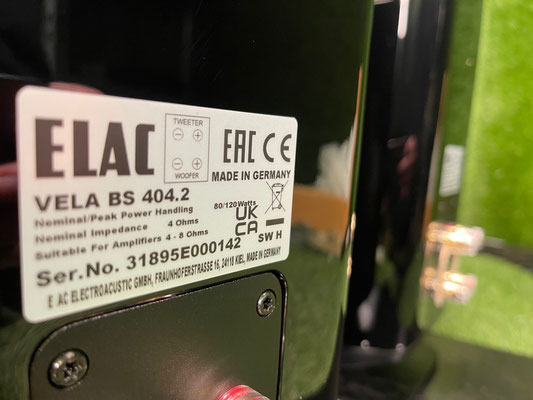 ELAC
TWEETER
- +
- +
WOOFER
EAC CE
MADE IN GERMANY
VELA BS 404.2
Nominal/Peak Power Handling 80/120 Watts
Nominal Impedance 4 Ohms
Suitable For Amplifiers 4 - 8 Ohms
UK
CA
SW H
Ser.No. 31895E000142
E AC ELECTROACUSTIC GMBH, FRAUNHOFERSTRASSE 16, 24118 KIEL, MADE IN GERMANY